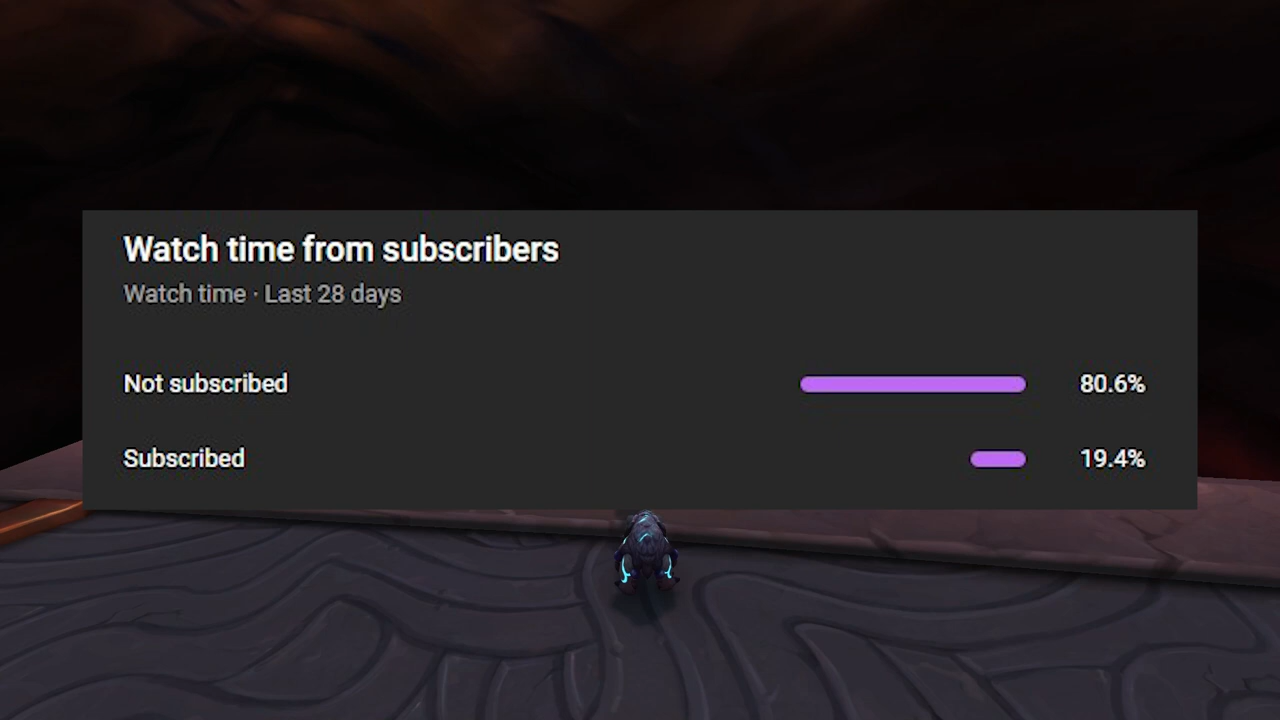 Watch time from subscribers
Watch time · Last 28 days
Not subscribed 80.6%
Subscribed 19.4%